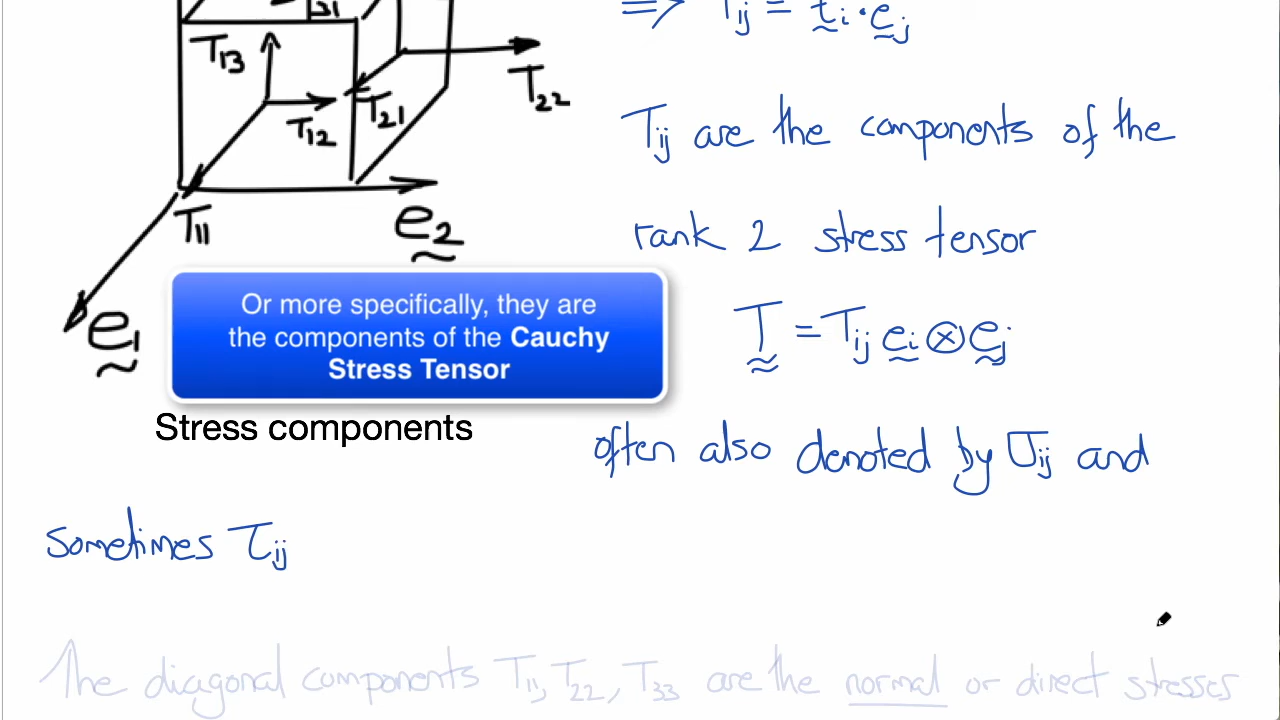 T31
⇒ Tij = ti · ej
T13
T22
T21
T12
Tij are the components of the
T11
e2
rank 2 stress tensor
Or more specifically, they are
the components of the Cauchy
Stress Tensor
T = Tij ei ⊗ ej
e1
Stress components
often also denoted by σij and
sometimes τij
The diagonal components T11, T22, T33 are the normal or direct stresses